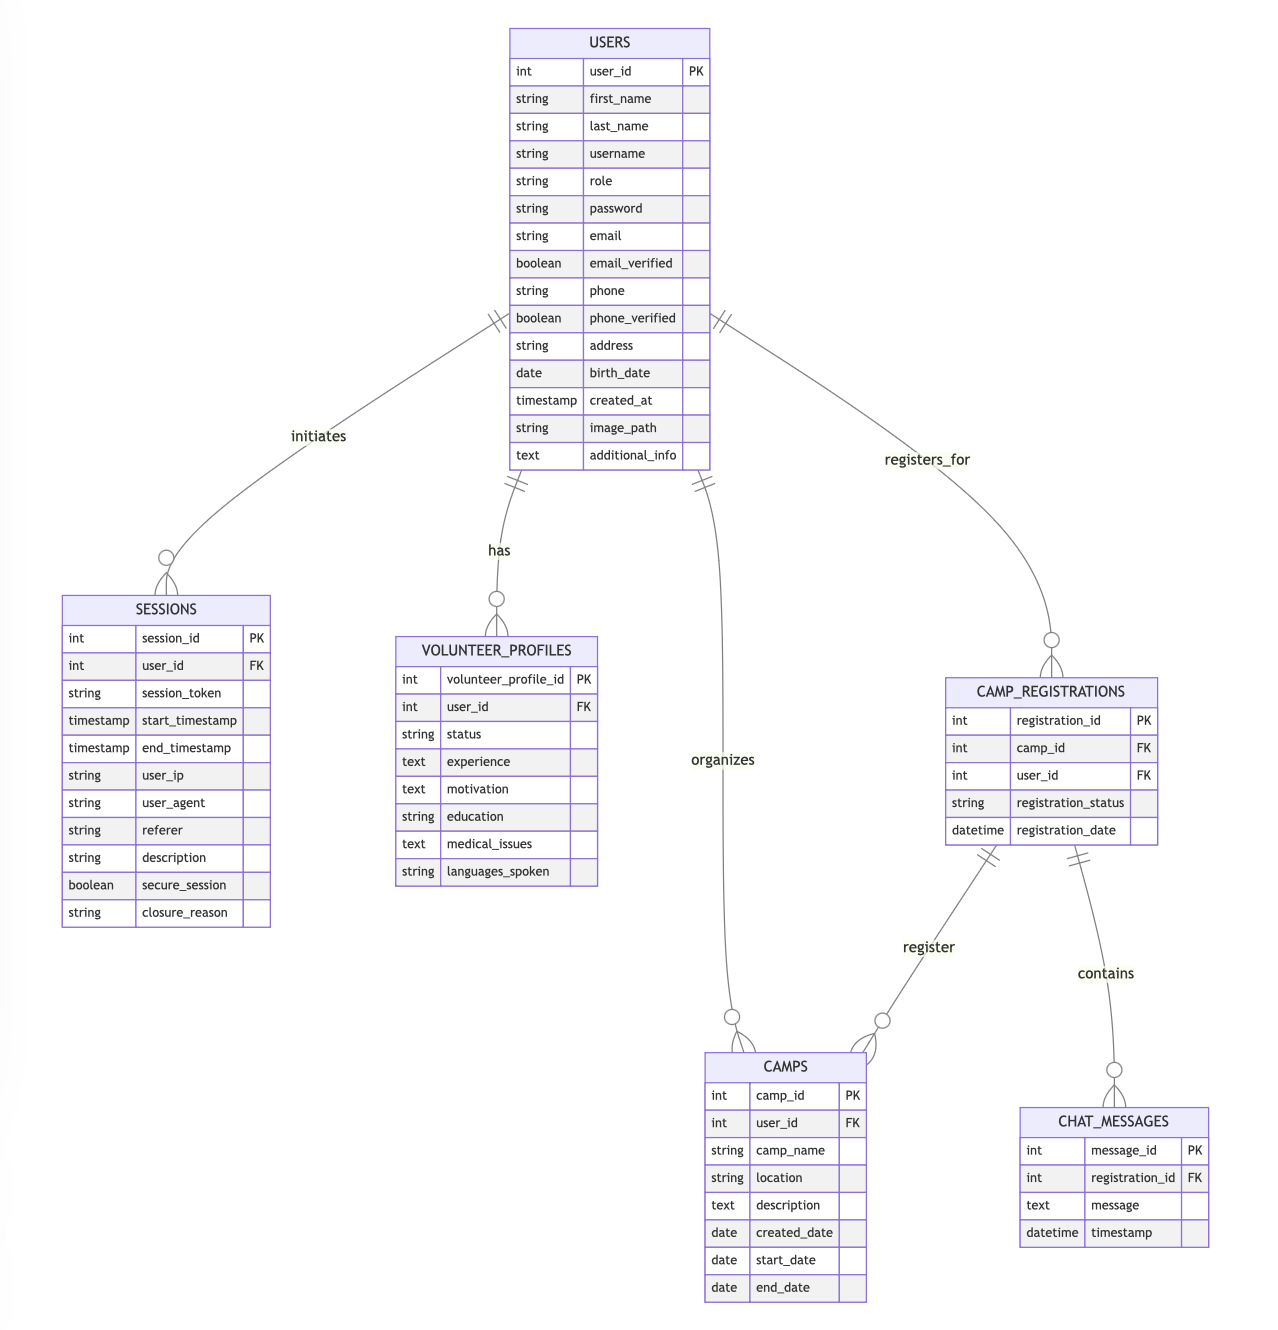 USERS
int user_id PK
string first_name
string last_name
string username
string role
string password
string email
boolean email_verified
string phone
boolean phone_verified
string address
date birth_date
timestamp created_at
string image_path
text additional_info
initiates
registers_for
has
organizes
SESSIONS
int session_id PK
int user_id FK
string session_token
timestamp start_timestamp
timestamp end_timestamp
string user_ip
string user_agent
string referer
string description
boolean secure_session
string closure_reason
VOLUNTEER_PROFILES
int volunteer_profile_id PK
int user_id FK
string status
text experience
text motivation
string education
text medical_issues
string languages_spoken
CAMP_REGISTRATIONS
int registration_id PK
int camp_id FK
int user_id FK
string registration_status
datetime registration_date
register
contains
CAMPS
int camp_id PK
int user_id FK
string camp_name
string location
text description
date created_date
date start_date
date end_date
CHAT_MESSAGES
int message_id PK
int registration_id FK
text message
datetime timestamp